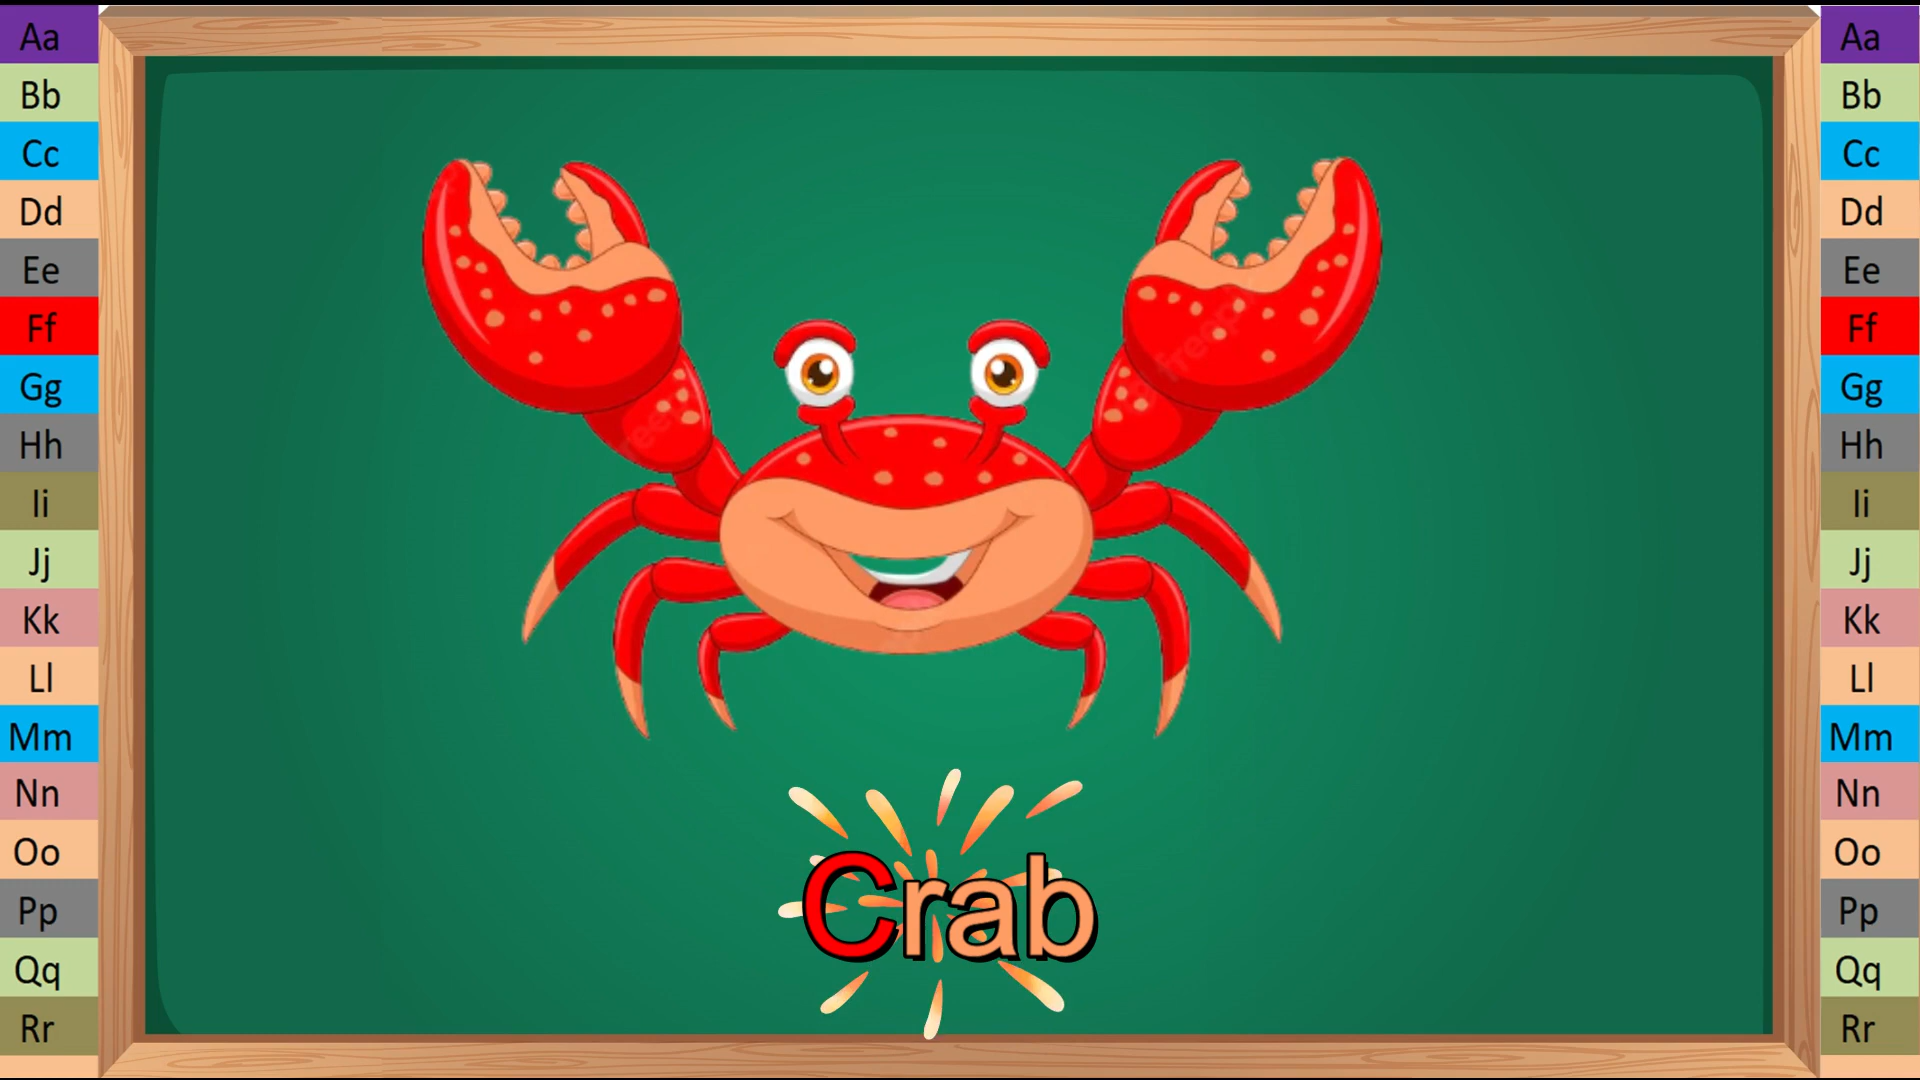 Aa
Bb
Cc
Dd
Ee
Ff
Gg
Hh
Ii
Jj
Kk
Ll
Mm
Nn
Oo
Pp
Qq
Rr
Crab
Aa
Bb
Cc
Dd
Ee
Ff
Gg
Hh
Ii
Jj
Kk
Ll
Mm
Nn
Oo
Pp
Qq
Rr